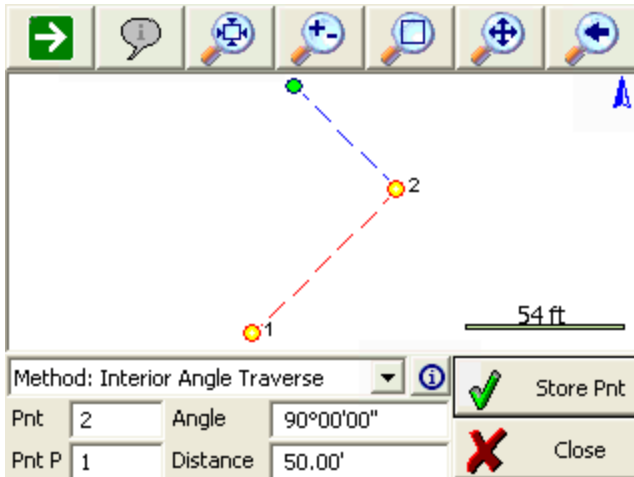 2
1
54 ft
Method: Interior Angle Traverse
Store Pnt
Pnt 2 Angle 90°00'00"
Pnt P 1 Distance 50.00'
Close